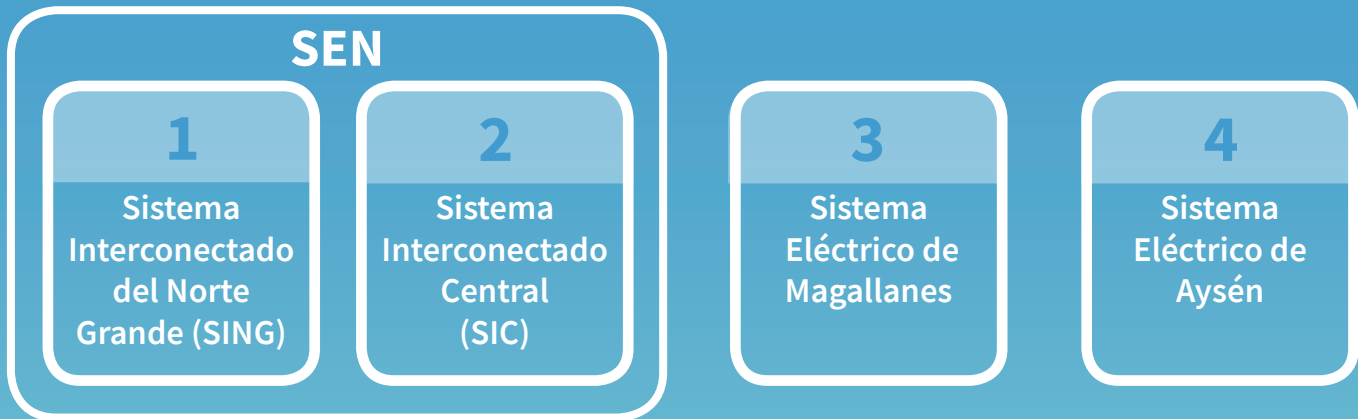 SEN
1
Sistema
Interconectado
del Norte
Grande (SING)
2
Sistema
Interconectado
Central
(SIC)
3
Sistema
Eléctrico de
Magallanes
4
Sistema
Eléctrico de
Aysén